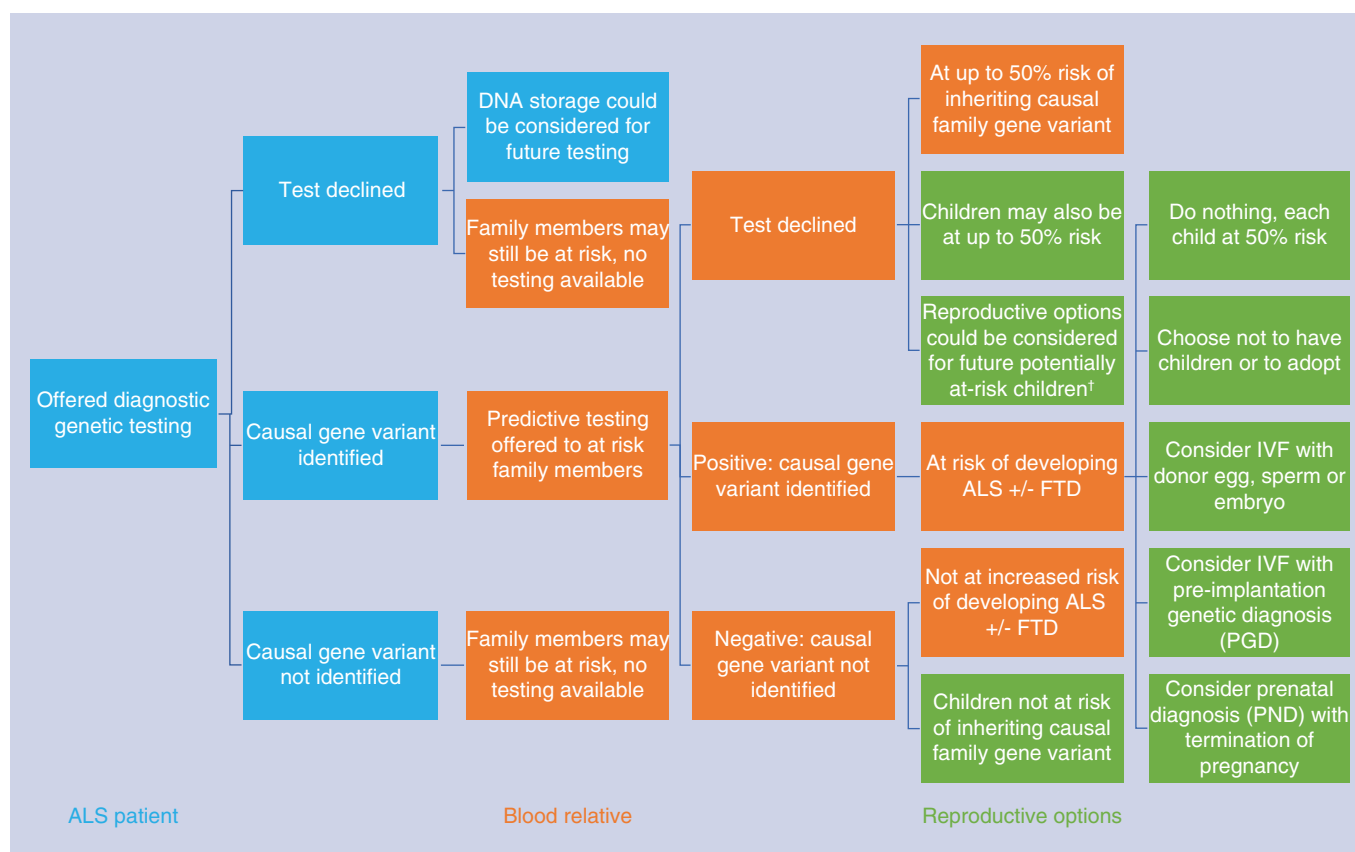 Offered diagnostic
genetic testing
Test declined
Causal gene variant
identified
Causal gene variant
not identified
DNA storage could
be considered for
future testing
Family members may
still be at risk, no
testing available
Predictive testing
offered to at risk
family members
Family members may
still be at risk, no
testing available
Test declined
Positive: causal gene
variant identified
Negative: causal
gene variant not
identified
At up to 50% risk of
inheriting causal
family gene variant
Children may also be
at up to 50% risk
Reproductive options
could be considered
for future potentially
at-risk children†
At risk of developing
ALS +/- FTD
Not at increased risk
of developing ALS
+/- FTD
Children not at risk
of inheriting causal
family gene variant
Do nothing, each
child at 50% risk
Choose not to have
children or to adopt
Consider IVF with
donor egg, sperm or
embryo
Consider IVF with
pre-implantation
genetic diagnosis
(PGD)
Consider prenatal
diagnosis (PND) with
termination of
pregnancy
ALS patient
Blood relative
Reproductive options